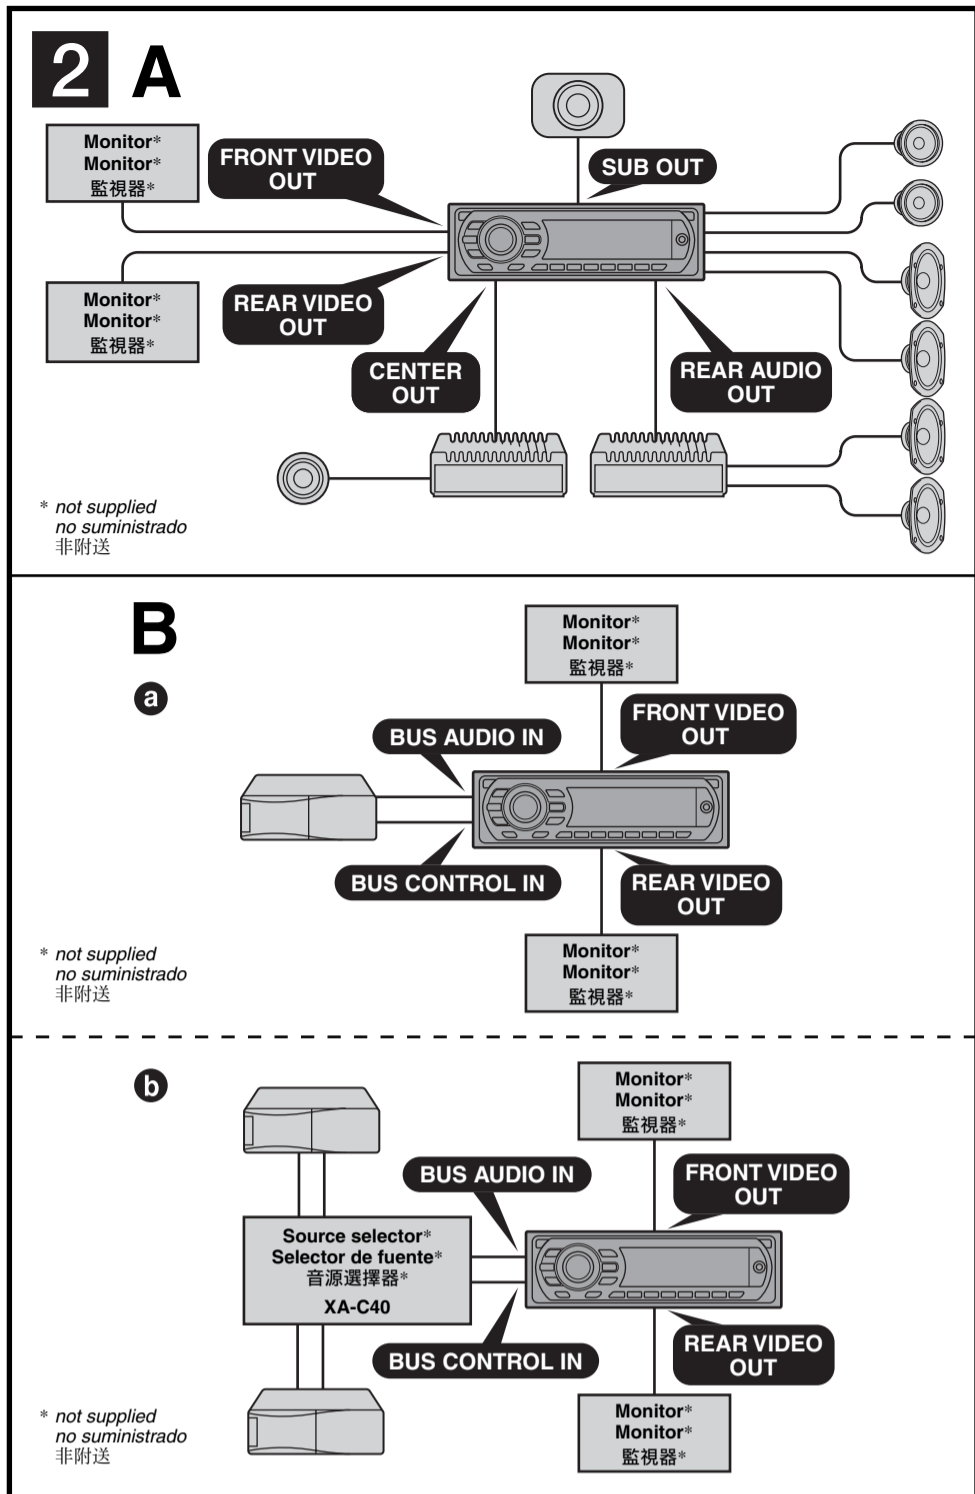 2 A
Monitor*
Monitor*
監視器*
FRONT VIDEO
OUT
SUB OUT
Monitor*
Monitor*
監視器*
REAR VIDEO
OUT
CENTER
OUT
REAR AUDIO
OUT
* not supplied
no suministrado
非附送
B
a
Monitor*
Monitor*
監視器*
BUS AUDIO IN
FRONT VIDEO
OUT
BUS CONTROL IN
REAR VIDEO
OUT
Monitor*
Monitor*
監視器*
* not supplied
no suministrado
非附送
b
Monitor*
Monitor*
監視器*
BUS AUDIO IN
FRONT VIDEO
OUT
Source selector*
Selector de fuente*
音源選擇器*
XA-C40
BUS CONTROL IN
REAR VIDEO
OUT
Monitor*
Monitor*
監視器*
* not supplied
no suministrado
非附送